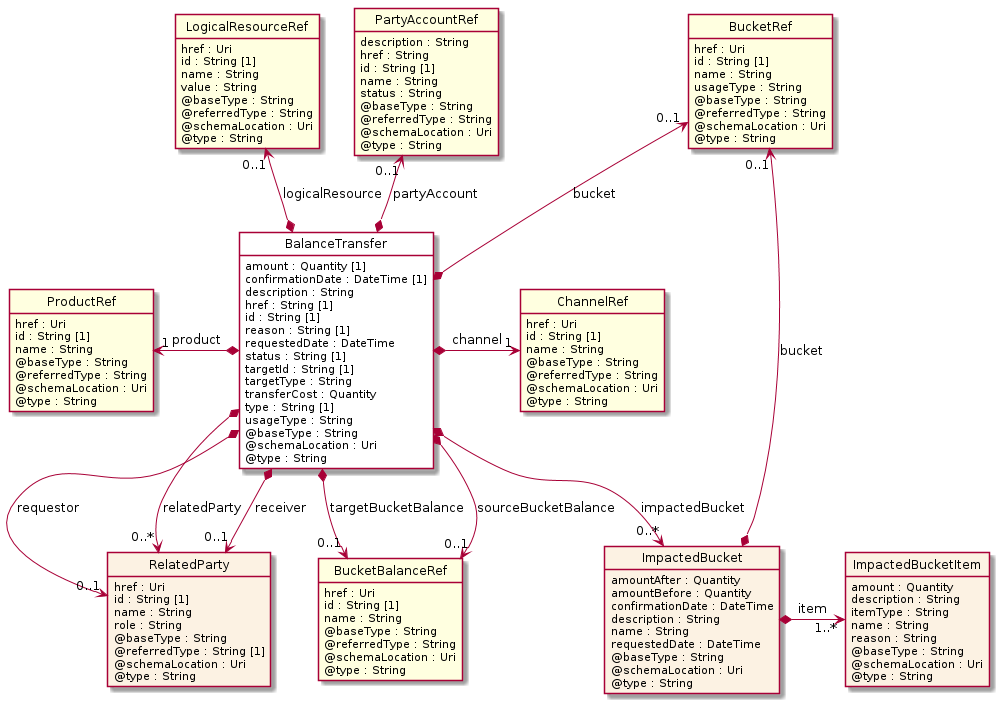 LogicalResourceRef
href : Uri
id : String [1]
name : String
value : String
@baseType : String
@referredType : String
@schemaLocation : Uri
@type : String
PartyAccountRef
description : String
href : String
id : String [1]
name : String
status : String
@baseType : String
@referredType : String
@schemaLocation : Uri
@type : String
BucketRef
href : Uri
id : String [1]
name : String
usageType : String
@baseType : String
@referredType : String
@schemaLocation : Uri
@type : String
0..1
0..1
0..1
0..1
logicalResource
partyAccount
bucket
BalanceTransfer
amount : Quantity [1]
confirmationDate : DateTime [1]
description : String
href : String [1]
id : String [1]
reason : String [1]
requestedDate : DateTime
status : String [1]
targetId : String [1]
targetType : String
transferCost : Quantity
type : String [1]
usageType : String
@baseType : String
@schemaLocation : Uri
@type : String
ProductRef
href : Uri
id : String [1]
name : String
@baseType : String
@referredType : String
@schemaLocation : Uri
@type : String
1
product
channel
1
ChannelRef
href : Uri
id : String [1]
name : String
@baseType : String
@referredType : String
@schemaLocation : Uri
@type : String
bucket
requestor
relatedParty
receiver
targetBucketBalance
sourceBucketBalance
impactedBucket
0..1
0..*
0..1
0..1
0..1
0..*
RelatedParty
href : Uri
id : String [1]
name : String
role : String
@baseType : String
@referredType : String [1]
@schemaLocation : Uri
@type : String
BucketBalanceRef
href : Uri
id : String [1]
name : String
@baseType : String
@referredType : String
@schemaLocation : Uri
@type : String
ImpactedBucket
amountAfter : Quantity
amountBefore : Quantity
confirmationDate : DateTime
description : String
name : String
requestedDate : DateTime
@baseType : String
@schemaLocation : Uri
@type : String
item
1..*
ImpactedBucketItem
amount : Quantity
description : String
itemType : String
name : String
reason : String
@baseType : String
@schemaLocation : Uri
@type : String